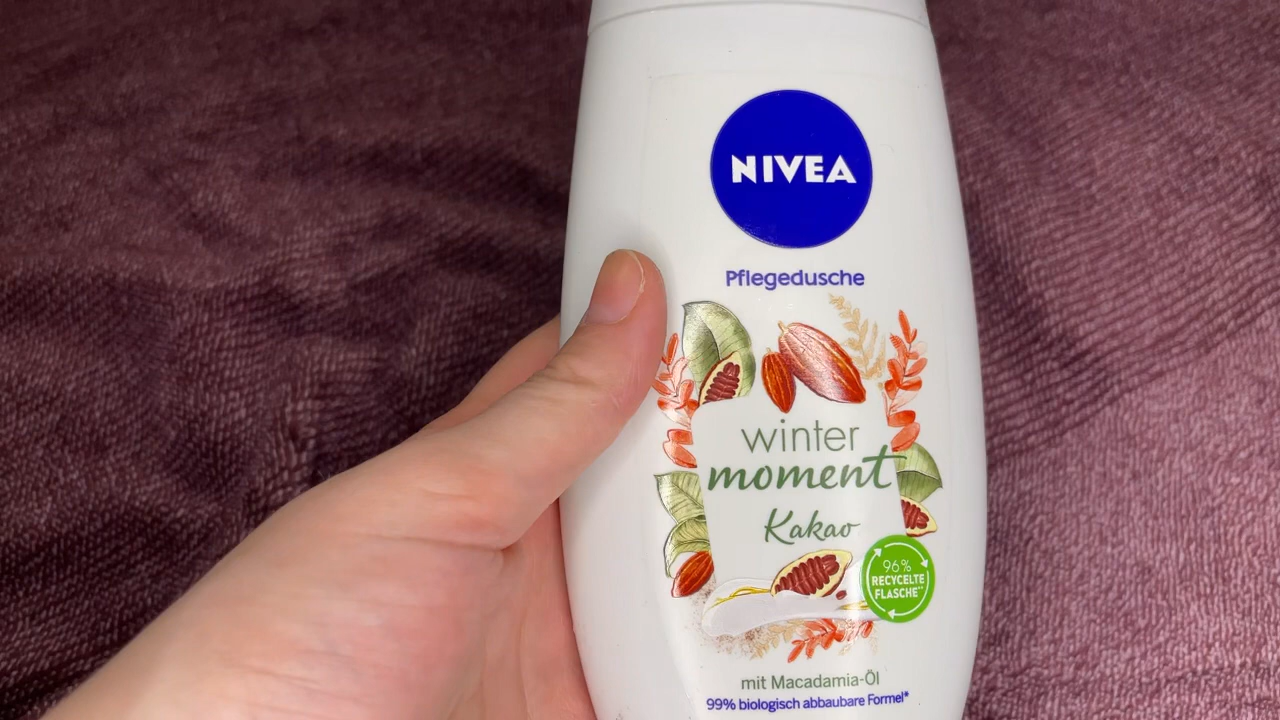 NIVEA
Pflegedusche
winter
moment
Kakao
96%
RECYCELTE
FLASCHE**
mit Macadamia-Öl
99% biologisch abbaubare Formel*